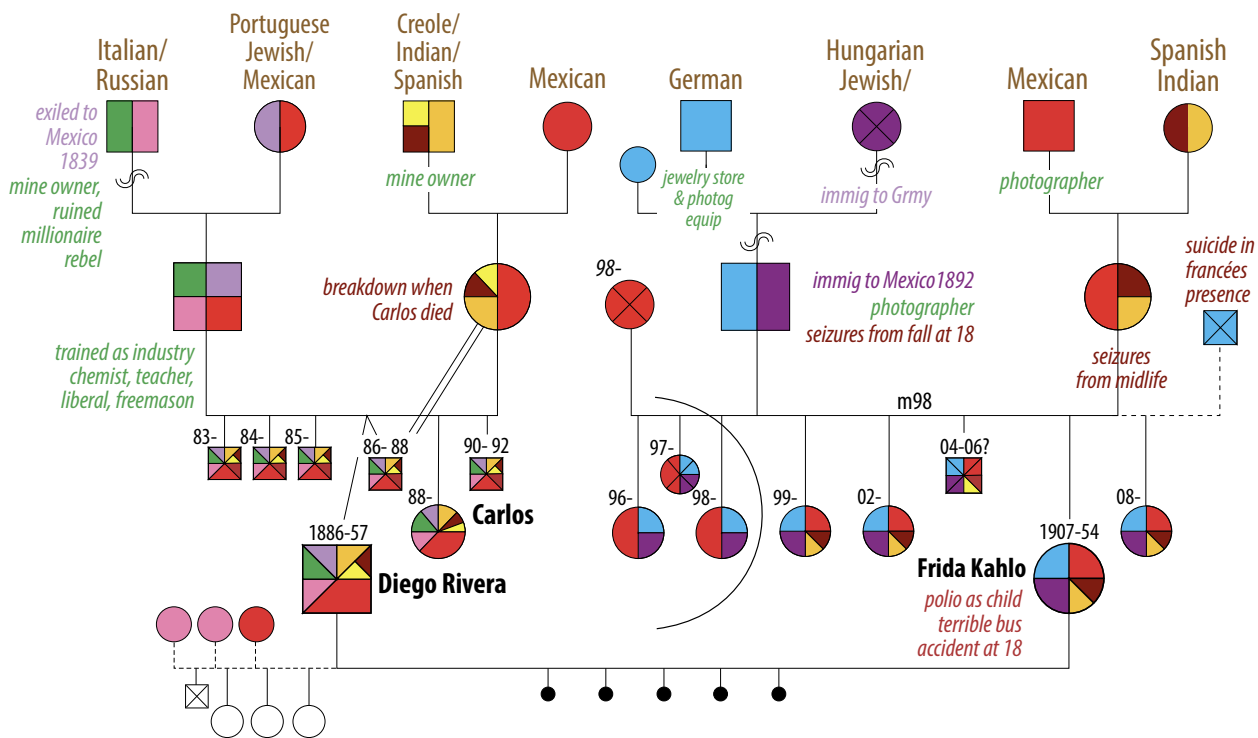 Italian/
Russian
Portuguese
Jewish/
Mexican
Creole/
Indian/
Spanish
Mexican
German
Hungarian
Jewish/
Mexican
Spanish
Indian
exiled to
Mexico
1839
mine owner,
ruined
millionaire
rebel
mine owner
jewelry store
& photog
equip
immig to Grmy
photographer
breakdown when
Carlos died
98-
immig to Mexico1892
photographer
seizures from fall at 18
suicide in
francées
presence
trained as industry
chemist, teacher,
liberal, freemason
seizures
from midlife
m98
83-
84-
85-
86- 88
90- 92
97-
04-06?
88-
Carlos
96-
98-
99-
02-
08-
1886-57
Diego Rivera
1907-54
Frida Kahlo
polio as child
terrible bus
accident at 18